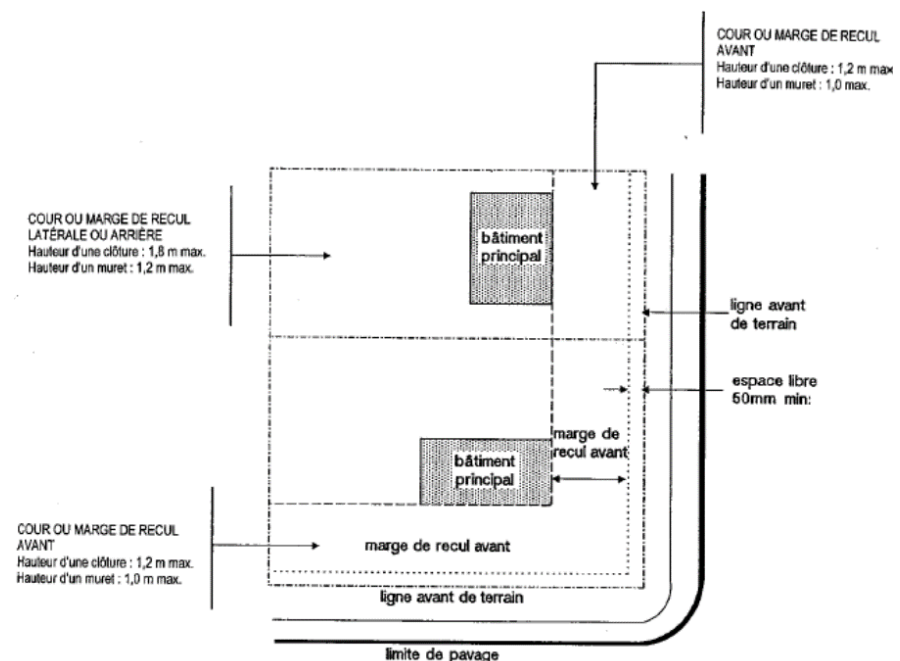 COUR OU MARGE DE RECUL
AVANT
Hauteur d'une clôture : 1,2 m max
Hauteur d'un muret : 1,0 max.
COUR OU MARGE DE RECUL
LATÉRALE OU ARRIÈRE
Hauteur d'une clôture : 1,8 m max.
Hauteur d'un muret : 1,2 m max.
bâtiment
principal
ligne avant
de terrain
espace libre
50mm min:
marge de
recul avant
bâtiment
principal
COUR OU MARGE DE RECUL
AVANT
Hauteur d'une clôture : 1,2 m max.
Hauteur d'un muret : 1,0 m max.
marge de recul avant
ligne avant de terrain
limite de pavage